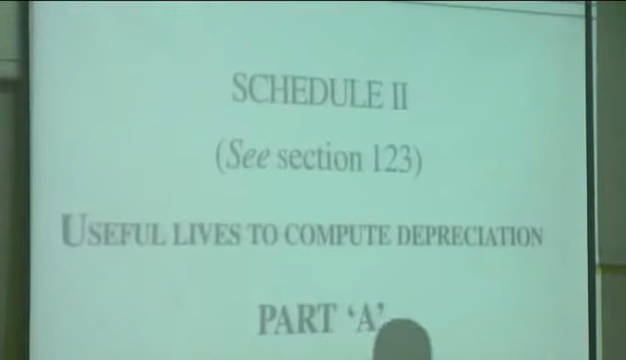 SCHEDULE II
(See section 123)
USEFUL LIVES TO COMPUTE DEPRECIATION
PART ‘A’